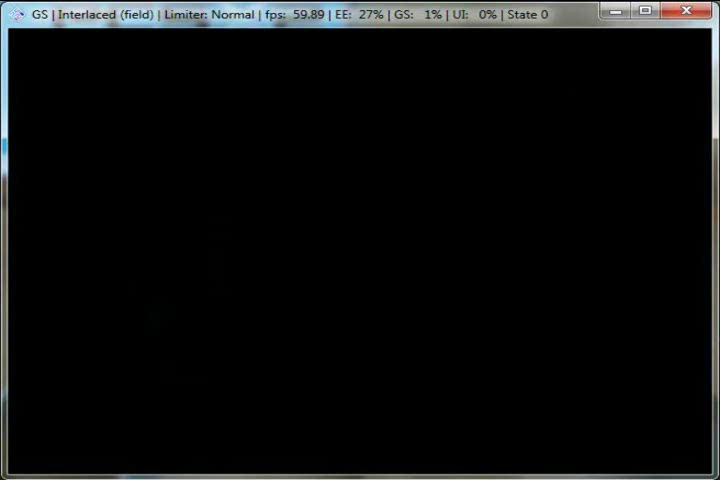 GS | Interlaced (field) | Limiter: Normal | fps: 59.89 | EE: 27% | GS: 1% | UI: 0% | State 0